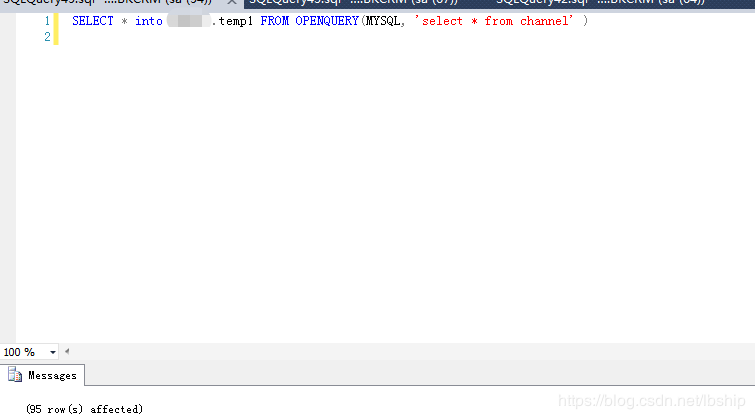 SQLQuery43.sql -....BKCRM (sa (54)) SQLQuery45.sql -....BKCRM (sa (67)) SQLQuery42.sql -....BKCRM (sa (64))
1 SELECT * into .temp1 FROM OPENQUERY(MYSQL, 'select * from channel' )
2
100 %
Messages
(95 row(s) affected)
https://blog.csdn.net/lbship